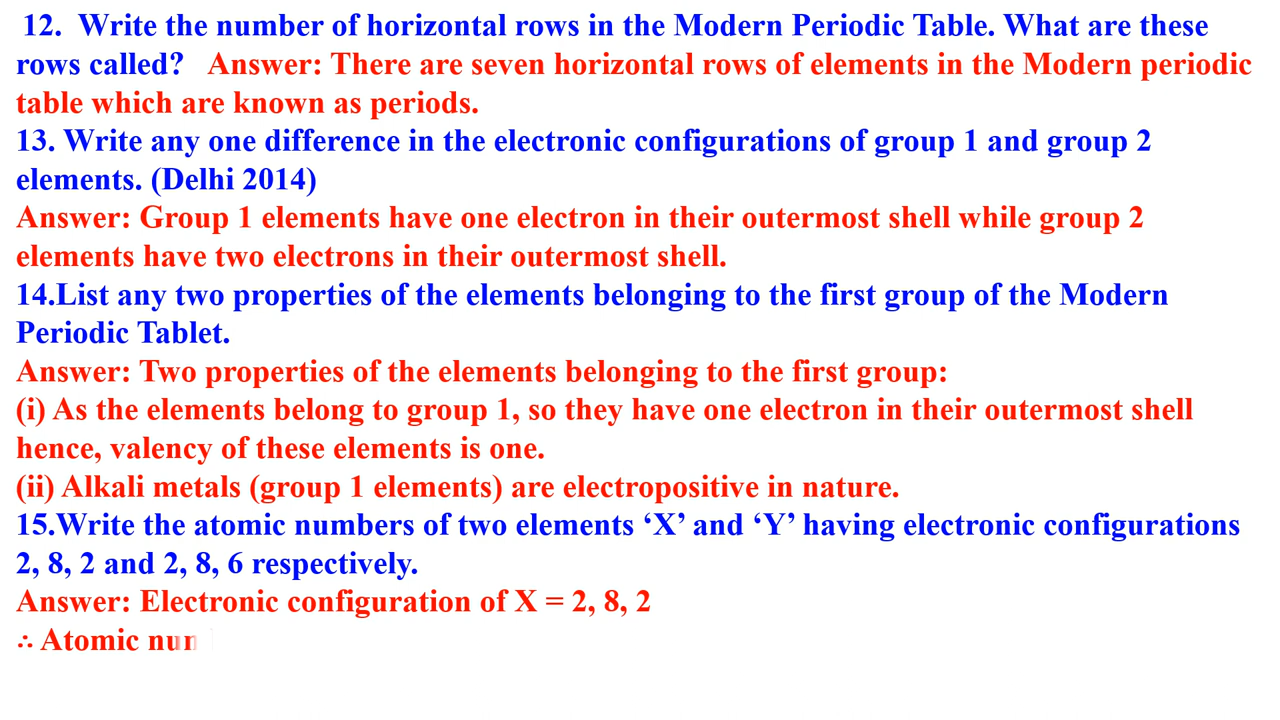 12. Write the number of horizontal rows in the Modern Periodic Table. What are these
rows called? Answer: There are seven horizontal rows of elements in the Modern periodic
table which are known as periods.
13. Write any one difference in the electronic configurations of group 1 and group 2
elements. (Delhi 2014)
Answer: Group 1 elements have one electron in their outermost shell while group 2
elements have two electrons in their outermost shell.
14.List any two properties of the elements belonging to the first group of the Modern
Periodic Tablet.
Answer: Two properties of the elements belonging to the first group:
(i) As the elements belong to group 1, so they have one electron in their outermost shell
hence, valency of these elements is one.
(ii) Alkali metals (group 1 elements) are electropositive in nature.
15.Write the atomic numbers of two elements ‘X’ and ‘Y’ having electronic configurations
2, 8, 2 and 2, 8, 6 respectively.
Answer: Electronic configuration of X = 2, 8, 2
∴ Atomic